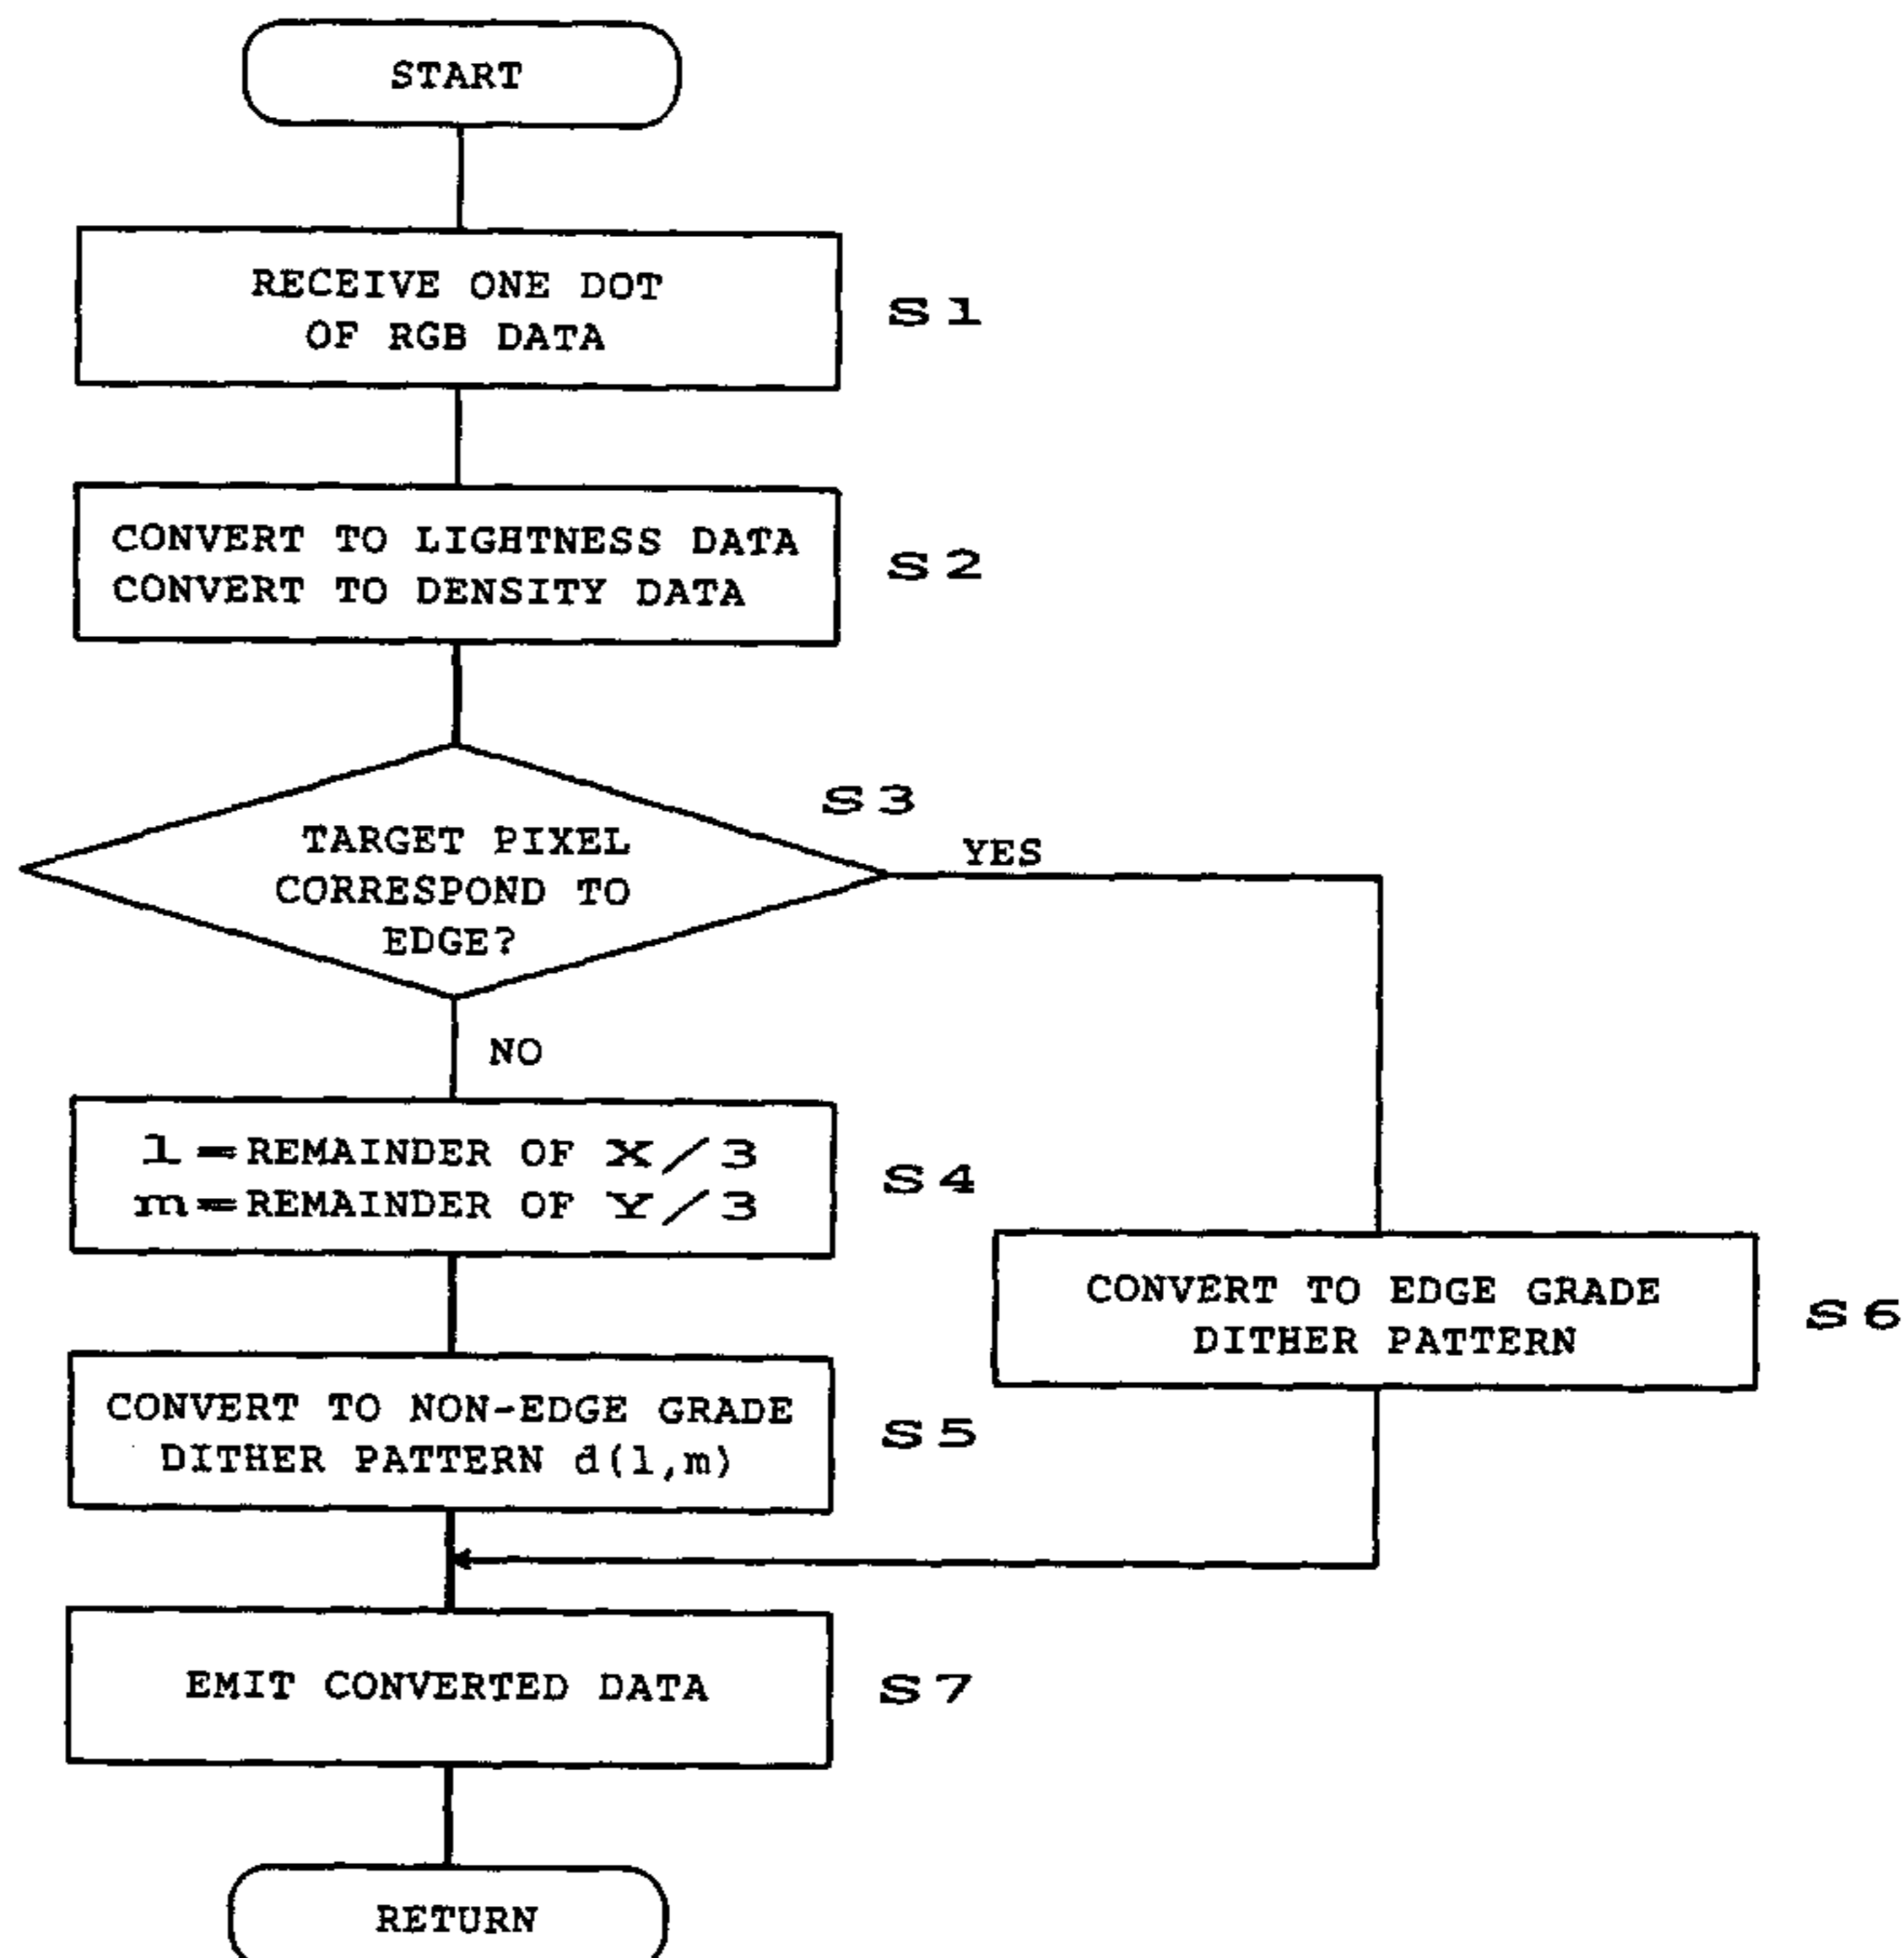 START
RECEIVE ONE DOT
OF RGB DATA
S1
CONVERT TO LIGHTNESS DATA
CONVERT TO DENSITY DATA
S2
S3
TARGET PIXEL
CORRESPOND TO
EDGE?
YES
NO
l=REMAINDER OF X/3
m=REMAINDER OF Y/3
S4
CONVERT TO EDGE GRADE
DITHER PATTERN
S6
CONVERT TO NON-EDGE GRADE
DITHER PATTERN d(l,m)
S5
EMIT CONVERTED DATA
S7
RETURN